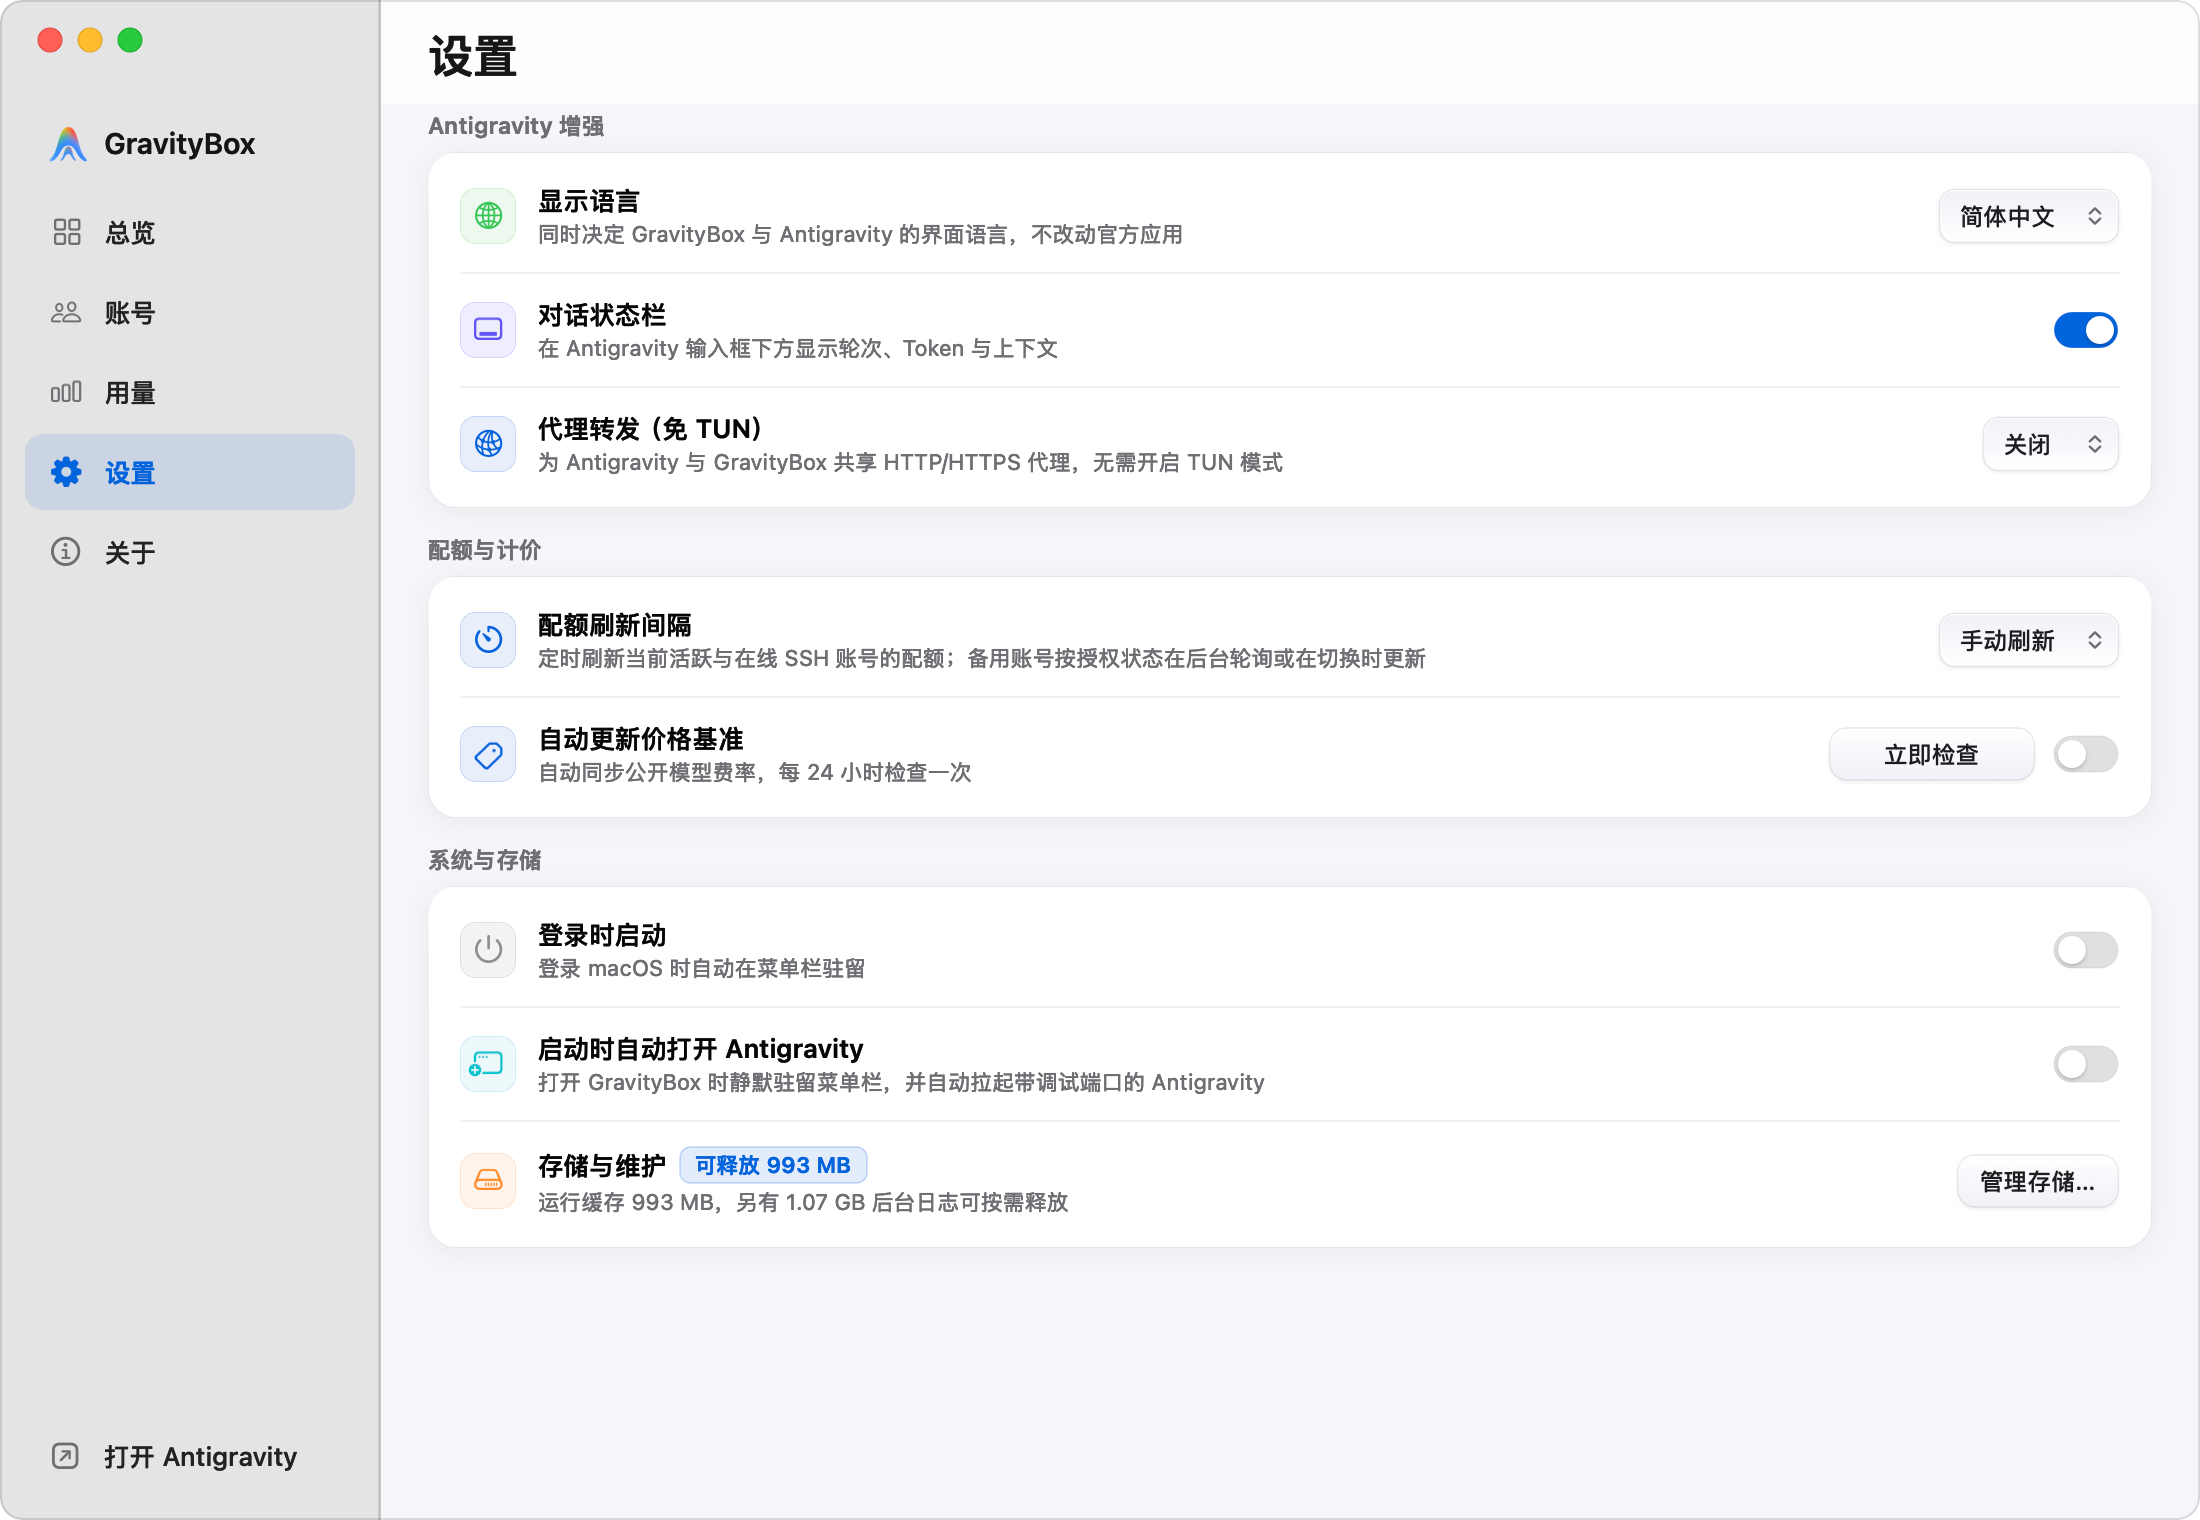 GravityBox
总览
账号
用量
设置
关于
打开 Antigravity
设置
Antigravity 增强
显示语言
同时决定 GravityBox 与 Antigravity 的界面语言，不改动官方应用
简体中文
对话状态栏
在 Antigravity 输入框下方显示轮次、Token 与上下文
代理转发（免 TUN）
为 Antigravity 与 GravityBox 共享 HTTP/HTTPS 代理，无需开启 TUN 模式
关闭
配额与计价
配额刷新间隔
定时刷新当前活跃与在线 SSH 账号的配额；备用账号按授权状态在后台轮询或在切换时更新
手动刷新
自动更新价格基准
自动同步公开模型费率，每 24 小时检查一次
立即检查
系统与存储
登录时启动
登录 macOS 时自动在菜单栏驻留
启动时自动打开 Antigravity
打开 GravityBox 时静默驻留菜单栏，并自动拉起带调试端口的 Antigravity
存储与维护 可释放 993 MB
运行缓存 993 MB，另有 1.07 GB 后台日志可按需释放
管理存储...